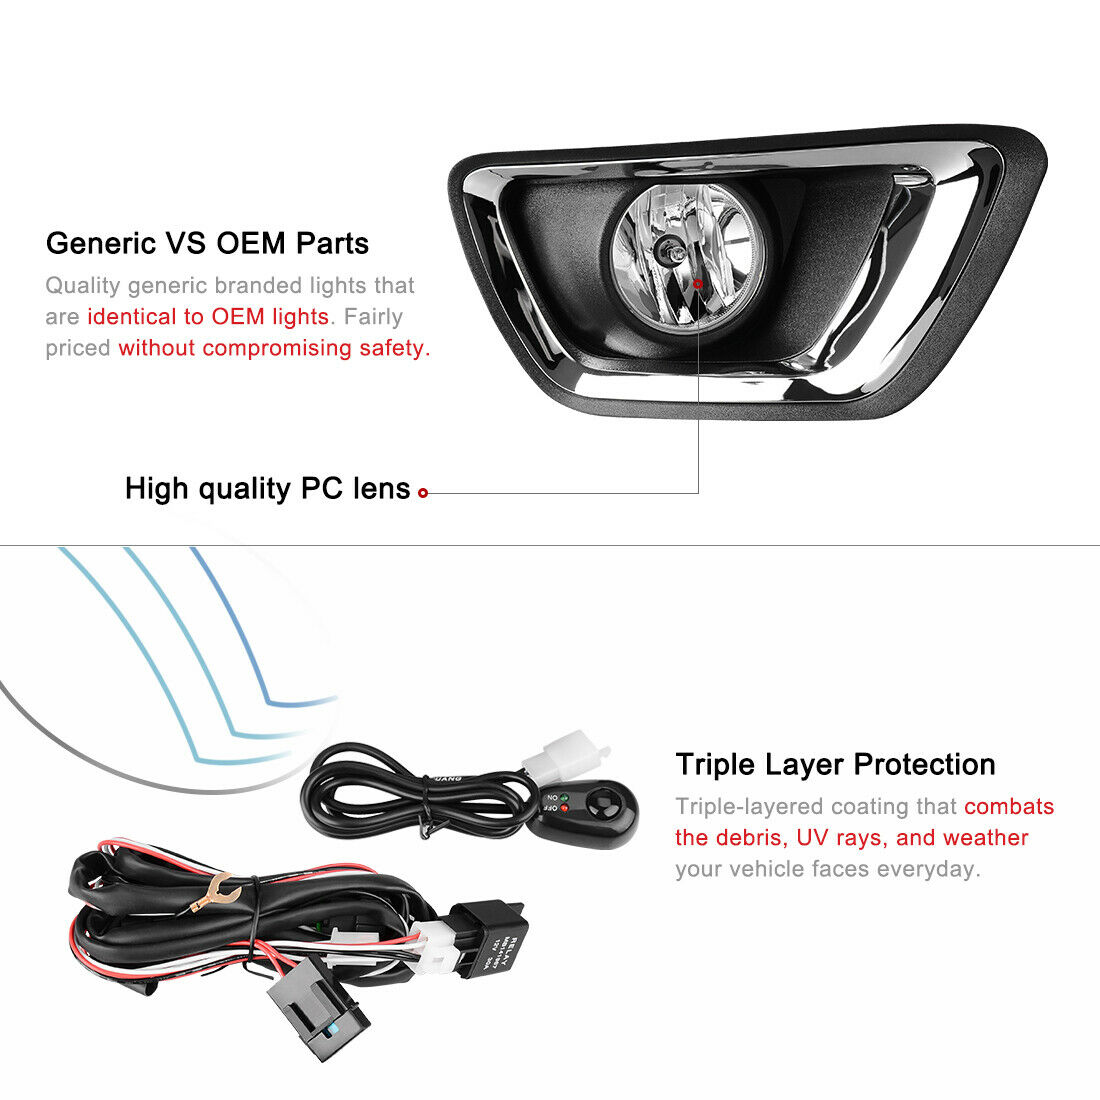 Generic VS OEM Parts
Quality generic branded lights that
are identical to OEM lights. Fairly
priced without compromising safety.
High quality PC lens
Triple Layer Protection
Triple-layered coating that combats
the debris, UV rays, and weather
your vehicle faces everyday.
ON
OFF
RELAY
12V
30A